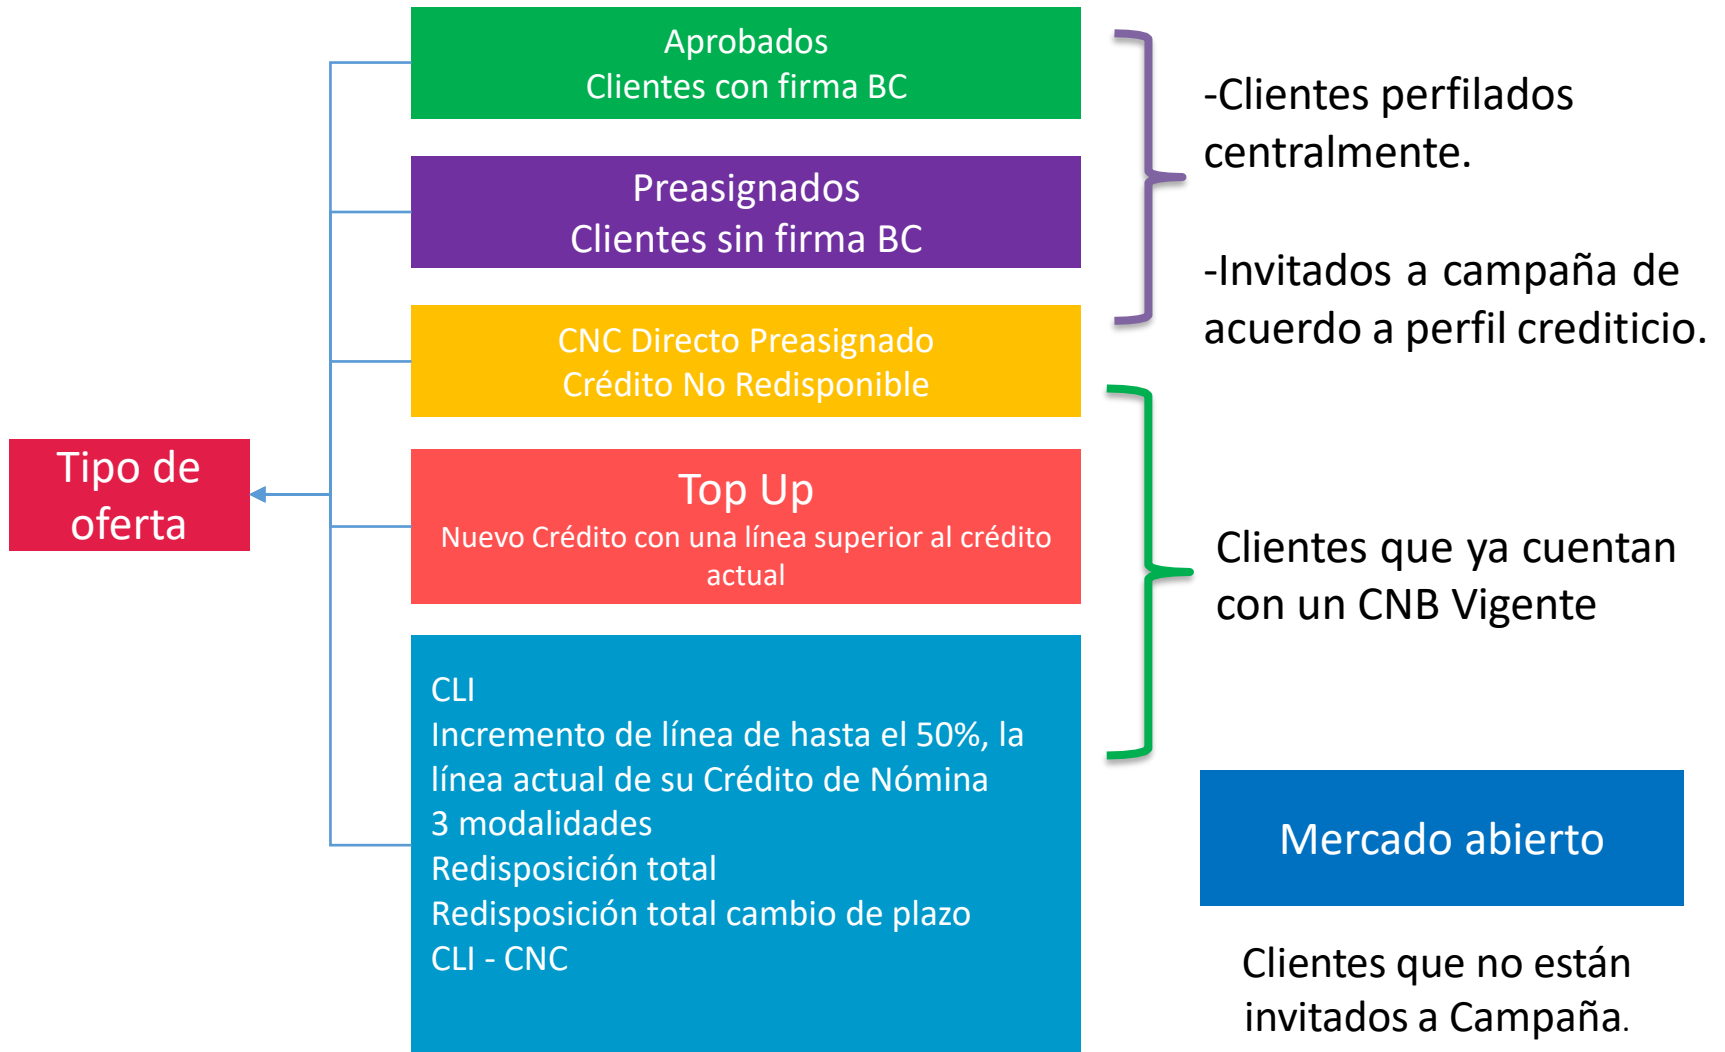 Aprobados
Clientes con firma BC
Preasignados
Clientes sin firma BC
CNC Directo Preasignado
Crédito No Redisponible
Tipo de
oferta
Top Up
Nuevo Crédito con una línea superior al crédito
actual
CLI
Incremento de línea de hasta el 50%, la
línea actual de su Crédito de Nómina
3 modalidades
Redisposición total
Redisposición total cambio de plazo
CLI - CNC
-Clientes perfilados
centralmente.
-Invitados a campaña de
acuerdo a perfil crediticio.
Clientes que ya cuentan
con un CNB Vigente
Mercado abierto
Clientes que no están
invitados a Campaña.